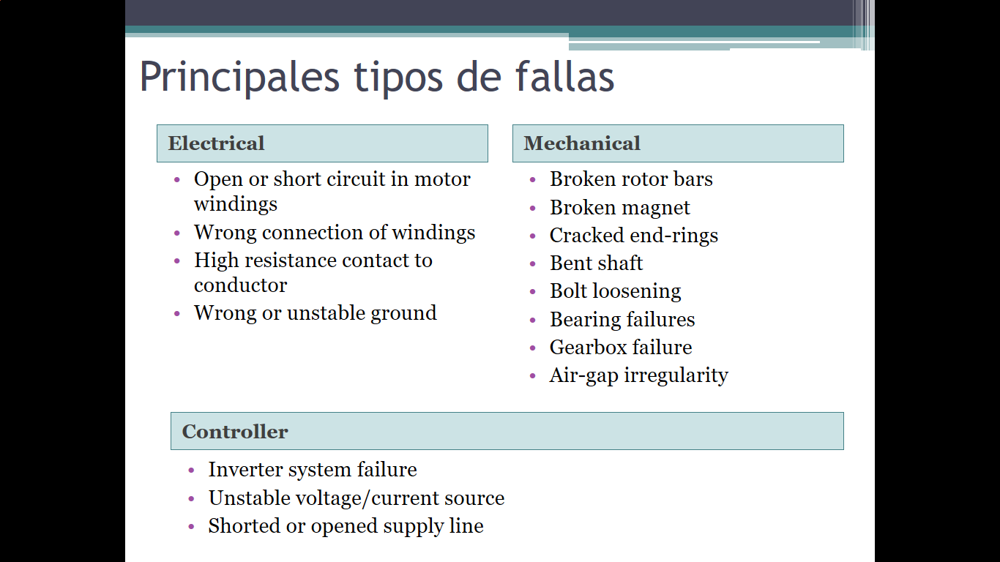 Principales tipos de fallas
Electrical
• Open or short circuit in motor
windings
• Wrong connection of windings
• High resistance contact to
conductor
• Wrong or unstable ground
Mechanical
• Broken rotor bars
• Broken magnet
• Cracked end-rings
• Bent shaft
• Bolt loosening
• Bearing failures
• Gearbox failure
• Air-gap irregularity
Controller
• Inverter system failure
• Unstable voltage/current source
• Shorted or opened supply line